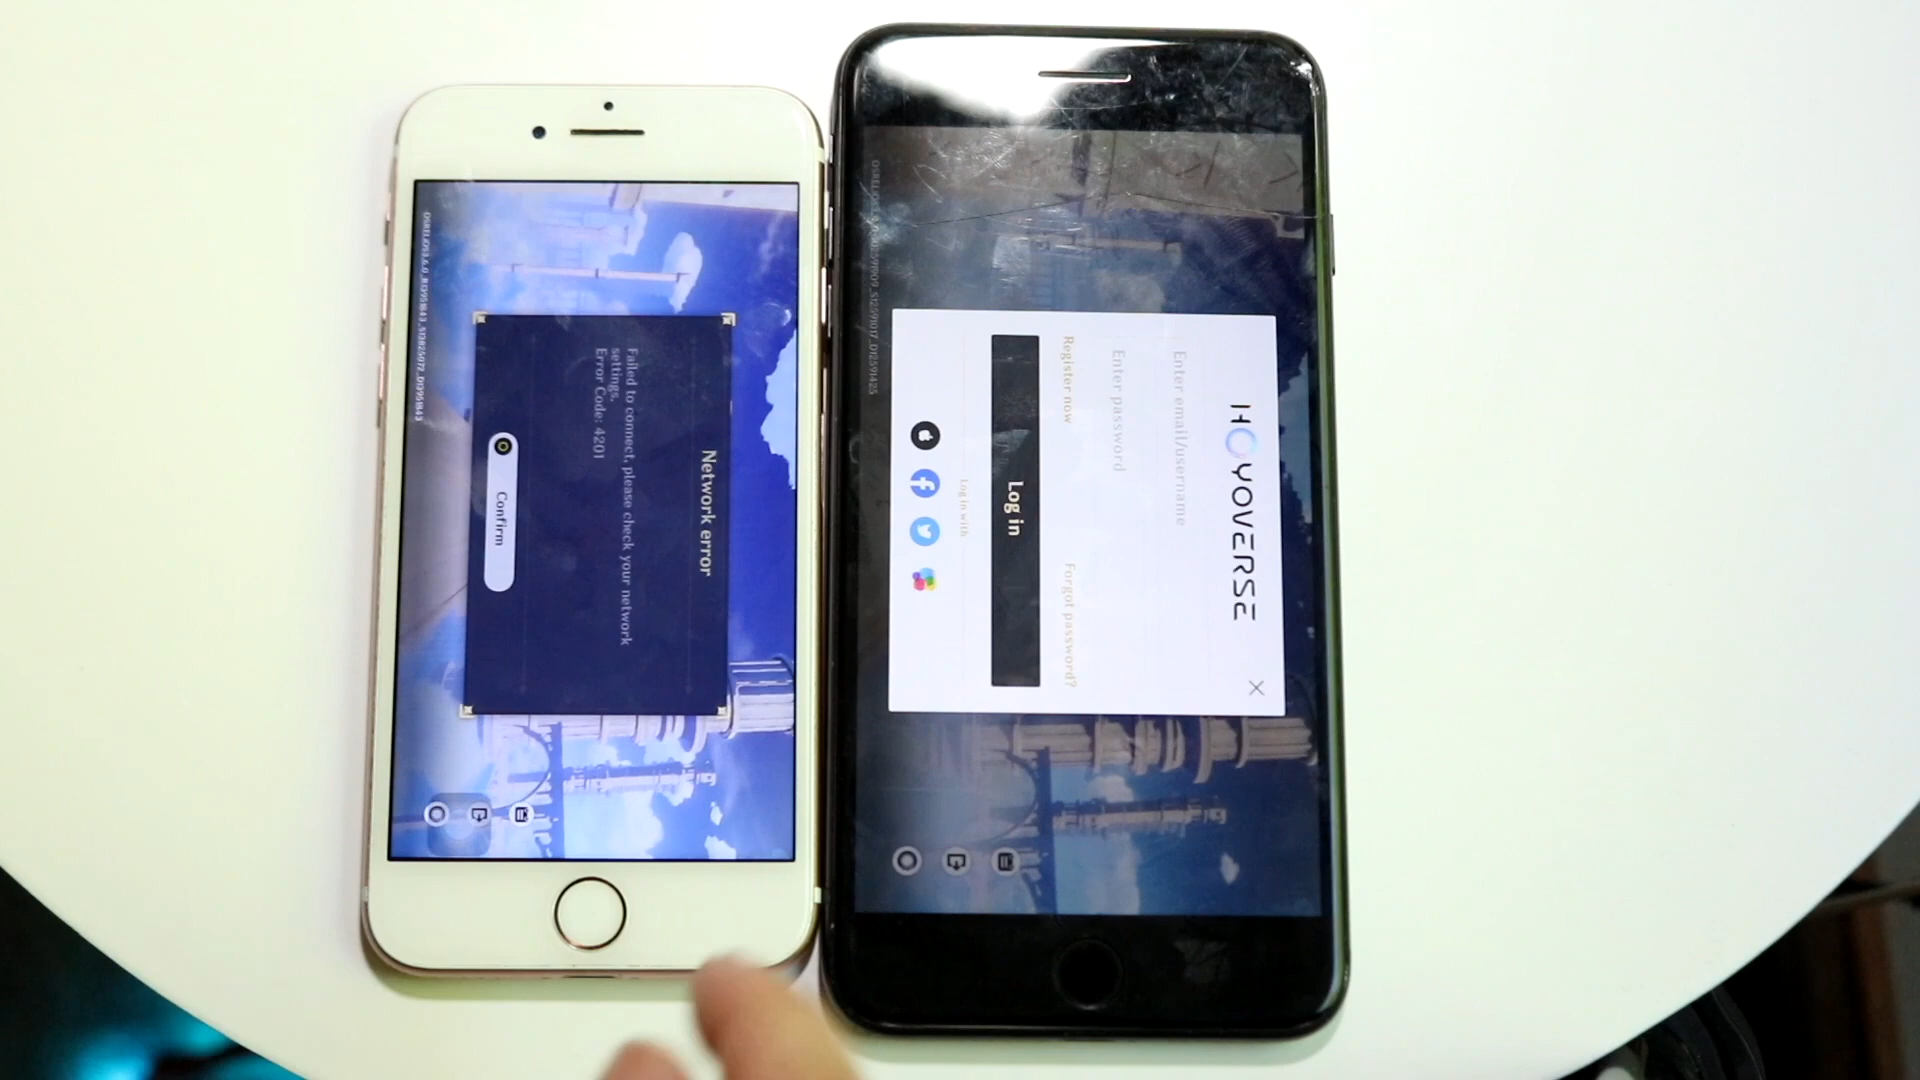 Network error
Failed to connect, please check your network
settings.
Error Code: 4201
Confirm
HOYOVERSE
Enter email/username
Enter password
Register now
Forgot password?
Log in
Log in with